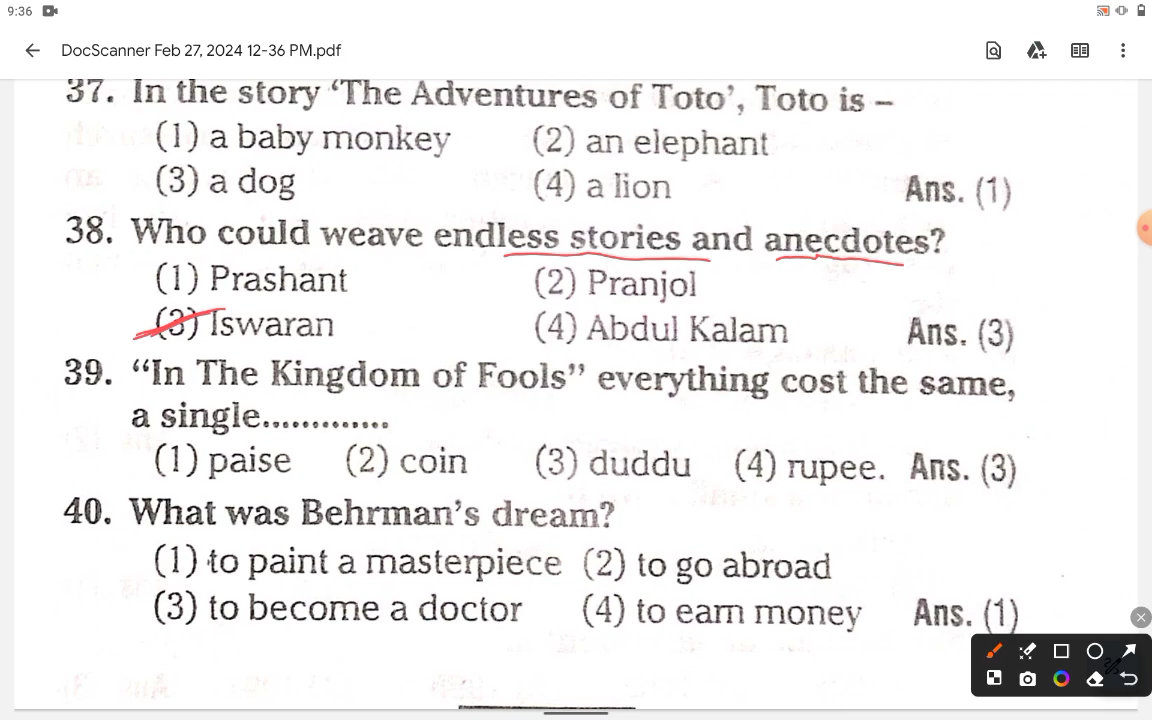 9:36
DocScanner Feb 27, 2024 12-36 PM.pdf
37. In the story ‘The Adventures of Toto’, Toto is –
(1) a baby monkey (2) an elephant
(3) a dog (4) a lion Ans. (1)
38. Who could weave endless stories and anecdotes?
(1) Prashant (2) Pranjol
(3) Iswaran (4) Abdul Kalam Ans. (3)
39. “In The Kingdom of Fools” everything cost the same,
a single.............
(1) paise (2) coin (3) duddu (4) rupee. Ans. (3)
40. What was Behrman’s dream?
(1) to paint a masterpiece (2) to go abroad
(3) to become a doctor (4) to earn money Ans. (1)